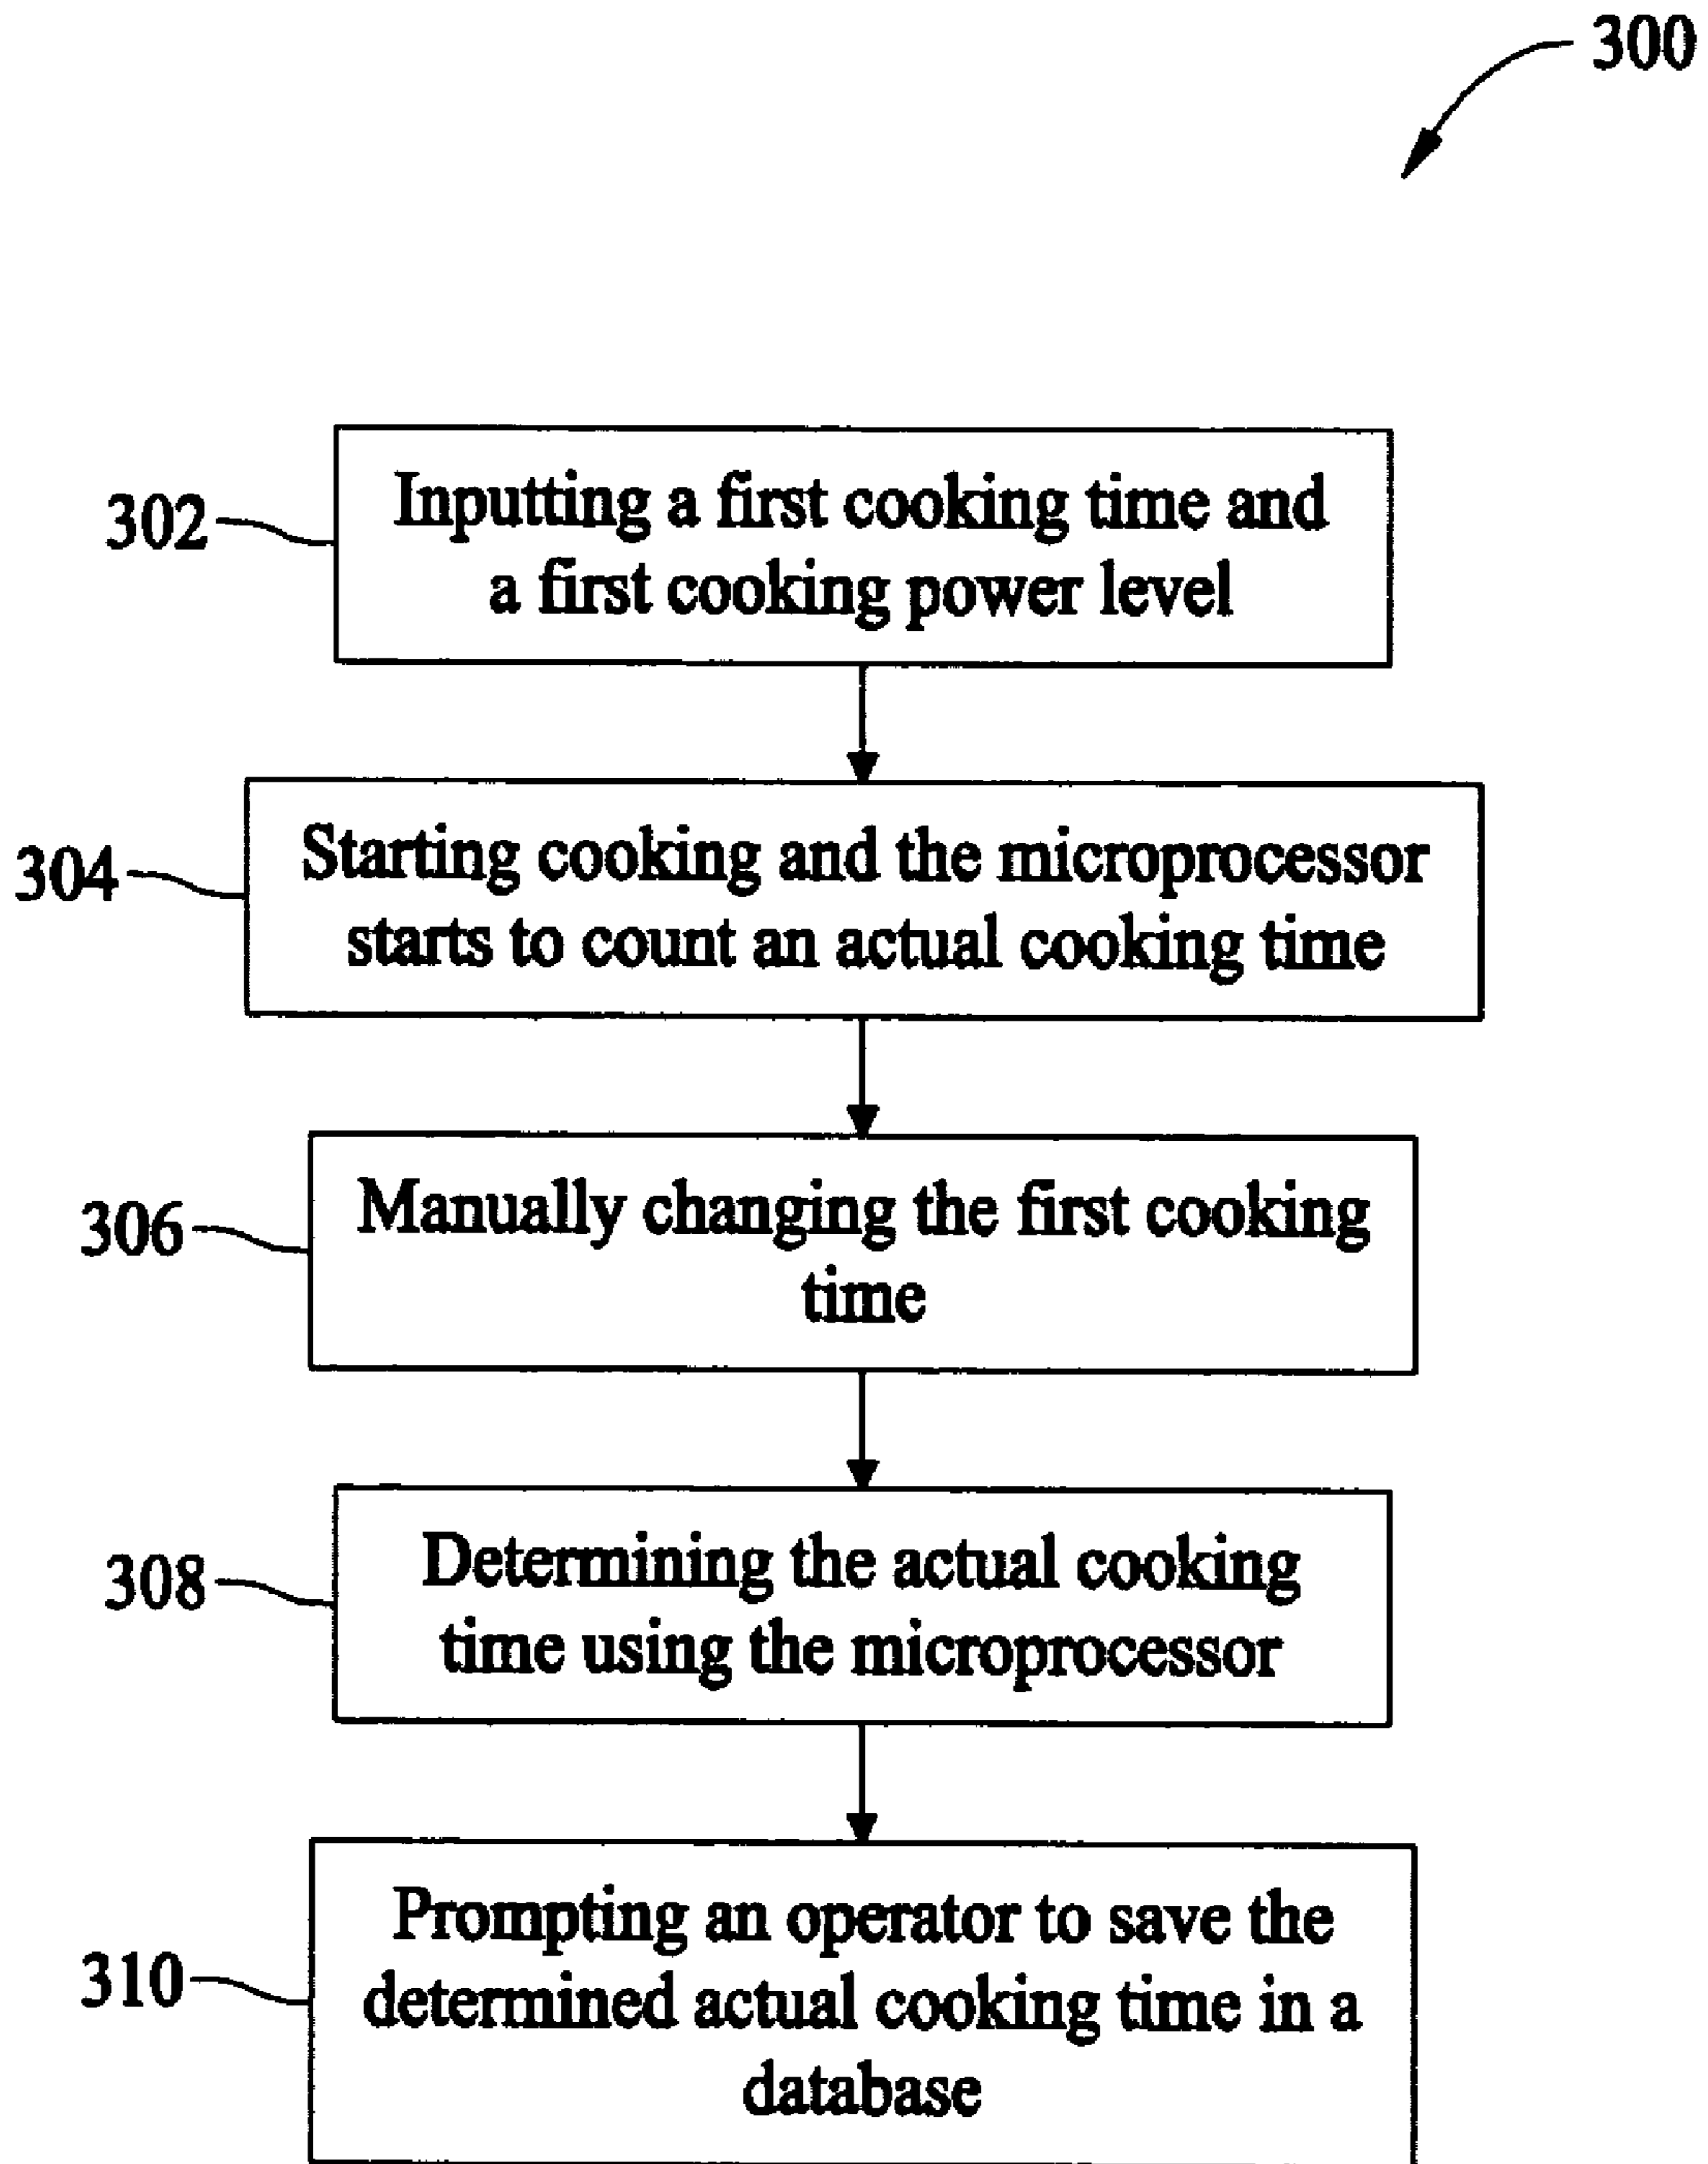 300
302
Inputting a first cooking time and
a first cooking power level
304
Starting cooking and the microprocessor
starts to count an actual cooking time
306
Manually changing the first cooking
time
308
Determining the actual cooking
time using the microprocessor
310
Prompting an operator to save the
determined actual cooking time in a
database